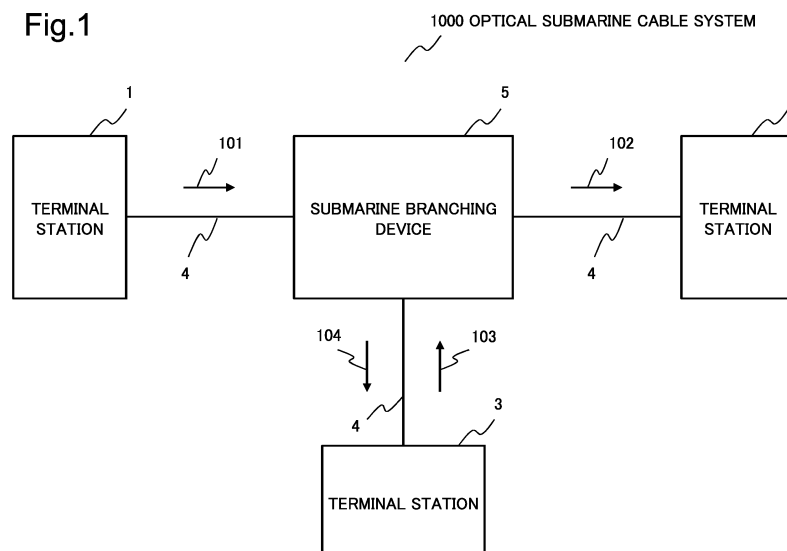 Fig.1
1000 OPTICAL SUBMARINE CABLE SYSTEM
1
5
101
102
TERMINAL
STATION
SUBMARINE BRANCHING
DEVICE
TERMINAL
STATION
4
4
104
103
4
3
TERMINAL STATION